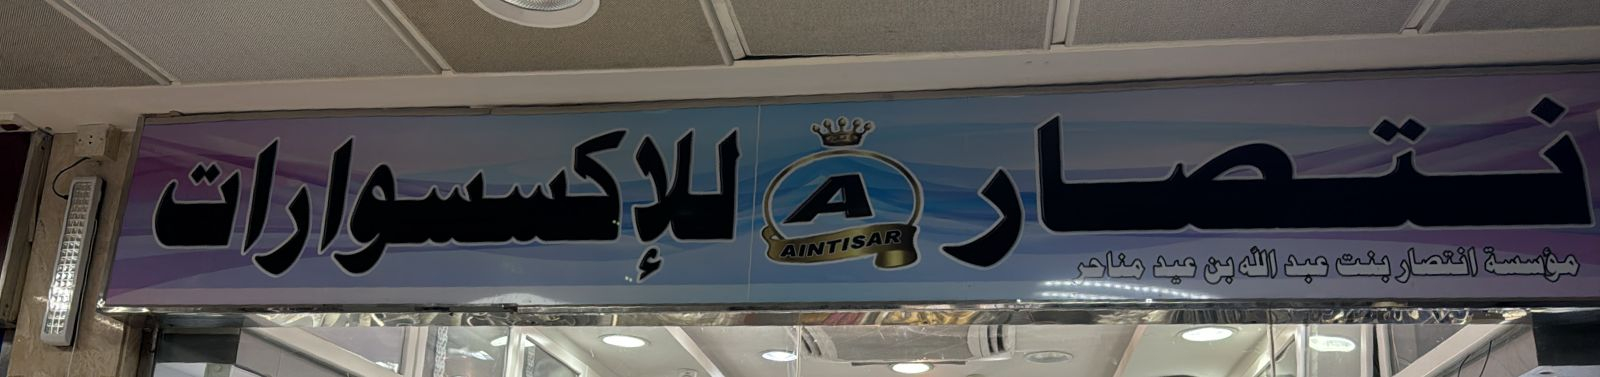 نتصار
A
AINTISAR
للإكسسوارات
مؤسسة انتصار بنت عبد الله بن عيد مناحر